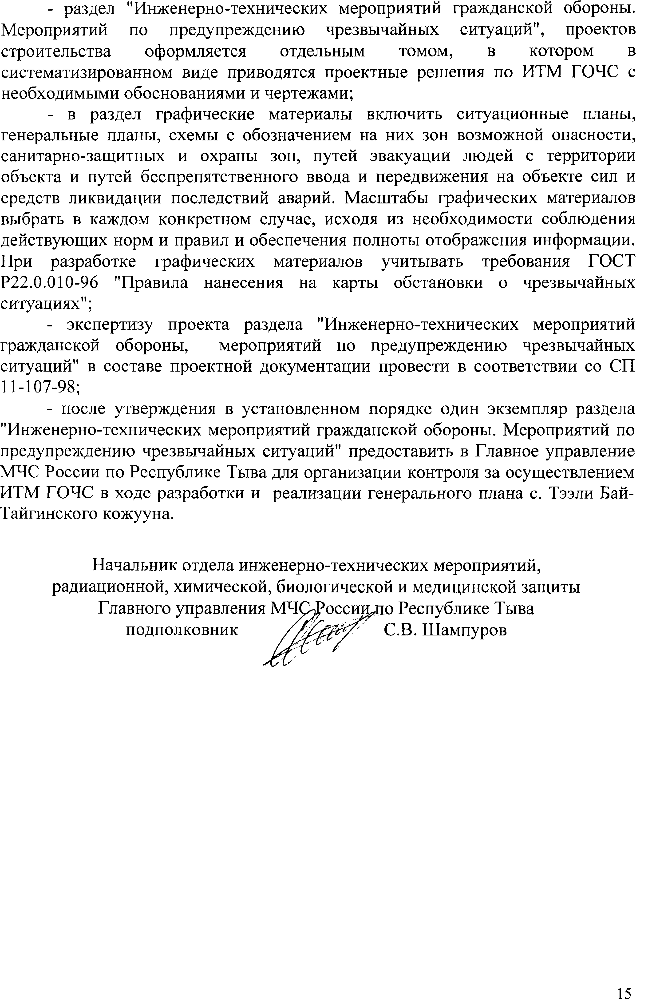 - раздел "Инженерно-технических мероприятий гражданской обороны.
Мероприятий по предупреждению чрезвычайных ситуаций", проектов
строительства оформляется отдельным томом, в котором в
систематизированном виде приводятся проектные решения по ИТМ ГОЧС с
необходимыми обоснованиями и чертежами;
- в раздел графические материалы включить ситуационные планы,
генеральные планы, схемы с обозначением на них зон возможной опасности,
санитарно-защитных и охраны зон, путей эвакуации людей с территории
объекта и путей беспрепятственного ввода и передвижения на объекте сил и
средств ликвидации последствий аварий. Масштабы графических материалов
выбрать в каждом конкретном случае, исходя из необходимости соблюдения
действующих норм и правил и обеспечения полноты отображения информации.
При разработке графических материалов учитывать требования ГОСТ
Р22.0.010-96 "Правила нанесения на карты обстановки о чрезвычайных
ситуациях";
- экспертизу проекта раздела "Инженерно-технических мероприятий
гражданской обороны, мероприятий по предупреждению чрезвычайных
ситуаций" в составе проектной документации провести в соответствии со СП
11-107-98;
- после утверждения в установленном порядке один экземпляр раздела
"Инженерно-технических мероприятий гражданской обороны. Мероприятий по
предупреждению чрезвычайных ситуаций" предоставить в Главное управление
МЧС России по Республике Тыва для организации контроля за осуществлением
ИТМ ГОЧС в ходе разработки и реализации генерального плана с. Тээли Бай-
Тайгинского кожууна.
Начальник отдела инженерно-технических мероприятий,
радиационной, химической, биологической и медицинской защиты
Главного управления МЧС России по Республике Тыва
подполковник С.В. Шампуров
15